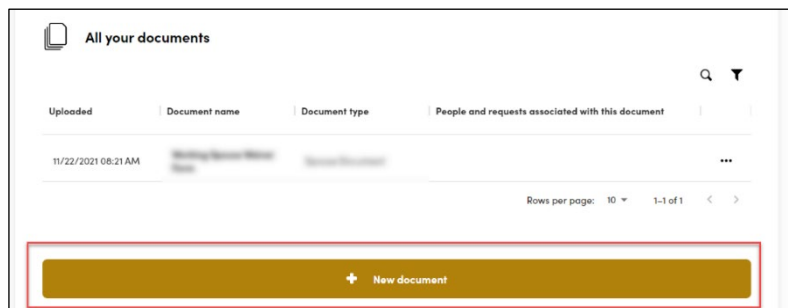 All your documents
Uploaded Document name Document type People and requests associated with this document
11/22/2021 08:21 AM
Rows per page: 10 1–1 of 1
New document